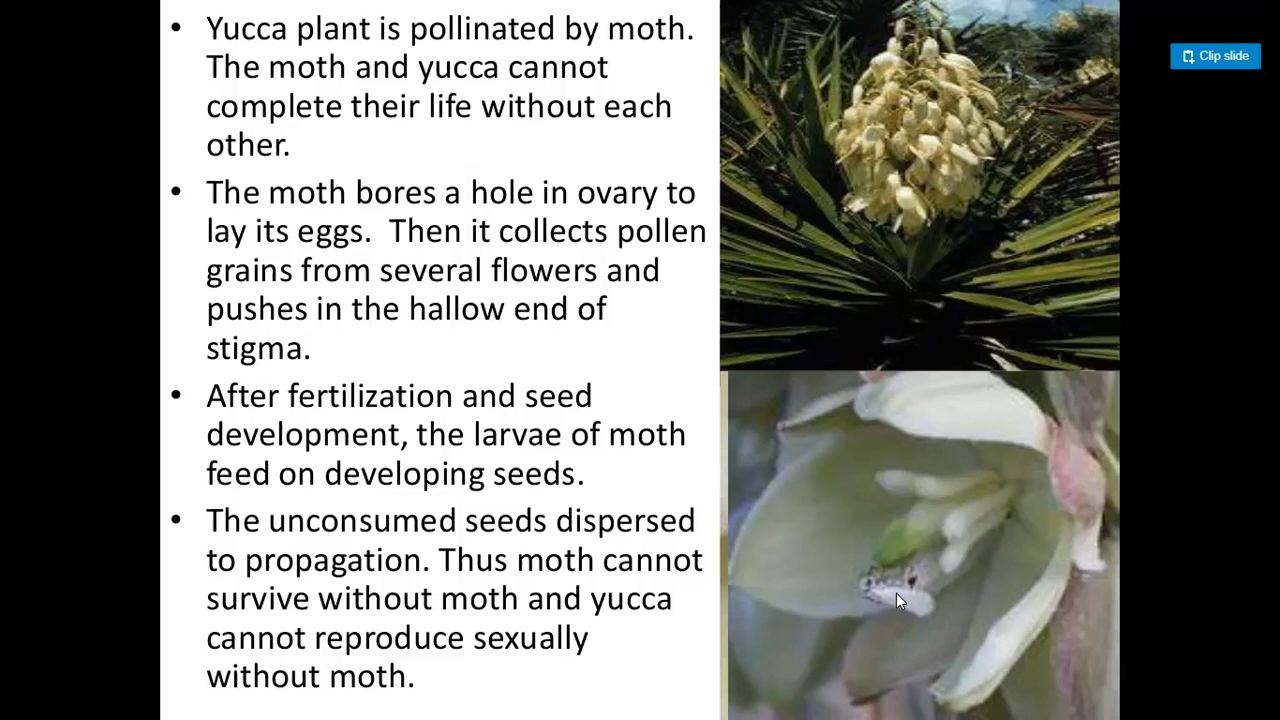 • Yucca plant is pollinated by moth.
The moth and yucca cannot
complete their life without each
other.
• The moth bores a hole in ovary to
lay its eggs.  Then it collects pollen
grains from several flowers and
pushes in the hallow end of
stigma.
• After fertilization and seed
development, the larvae of moth
feed on developing seeds.
• The unconsumed seeds dispersed
to propagation. Thus moth cannot
survive without moth and yucca
cannot reproduce sexually
without moth.
Clip slide